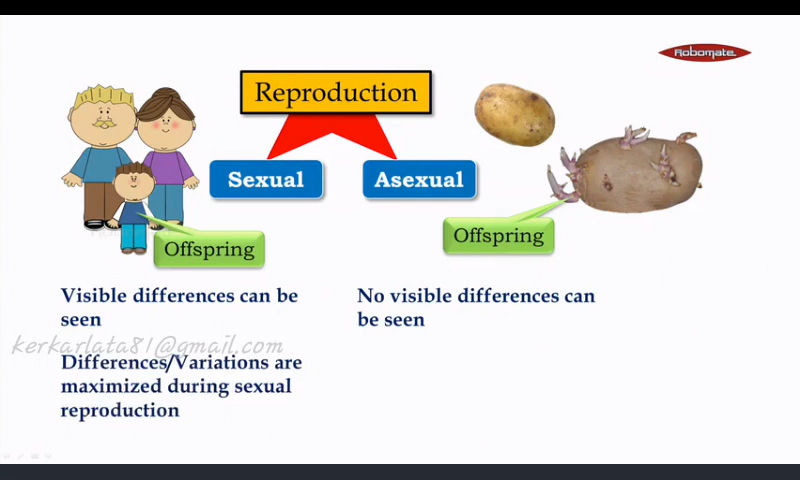 Robomate
Reproduction
Sexual
Asexual
Offspring
Offspring
Visible differences can be
seen
No visible differences can
be seen
kerkarlata81@gmail.com
Differences/Variations are
maximized during sexual
reproduction